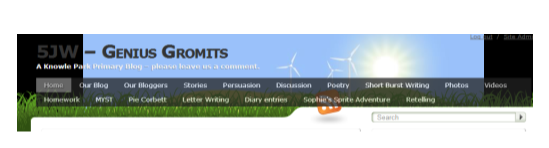 Log out / Site Admin
5JW – Genius Gromits
A Knowle Park Primary Blog – please leave us a comment.
Home Our Blog Our Bloggers Stories Persuasion Discussion Poetry Short Burst Writing Photos Videos
Homework MYST Pie Corbett Letter Writing Diary entries Sophie's Sprite Adventure Retelling
Search